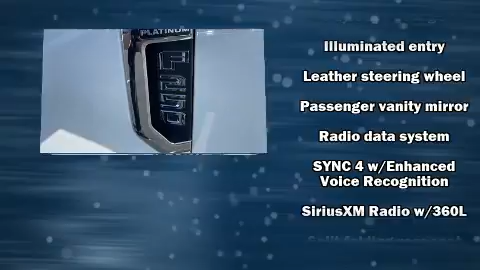 PLATINUM
Illuminated entry
Leather steering wheel
Passenger vanity mirror
Radio data system
SYNC 4 w/Enhanced
Voice Recognition
SiriusXM Radio w/360L